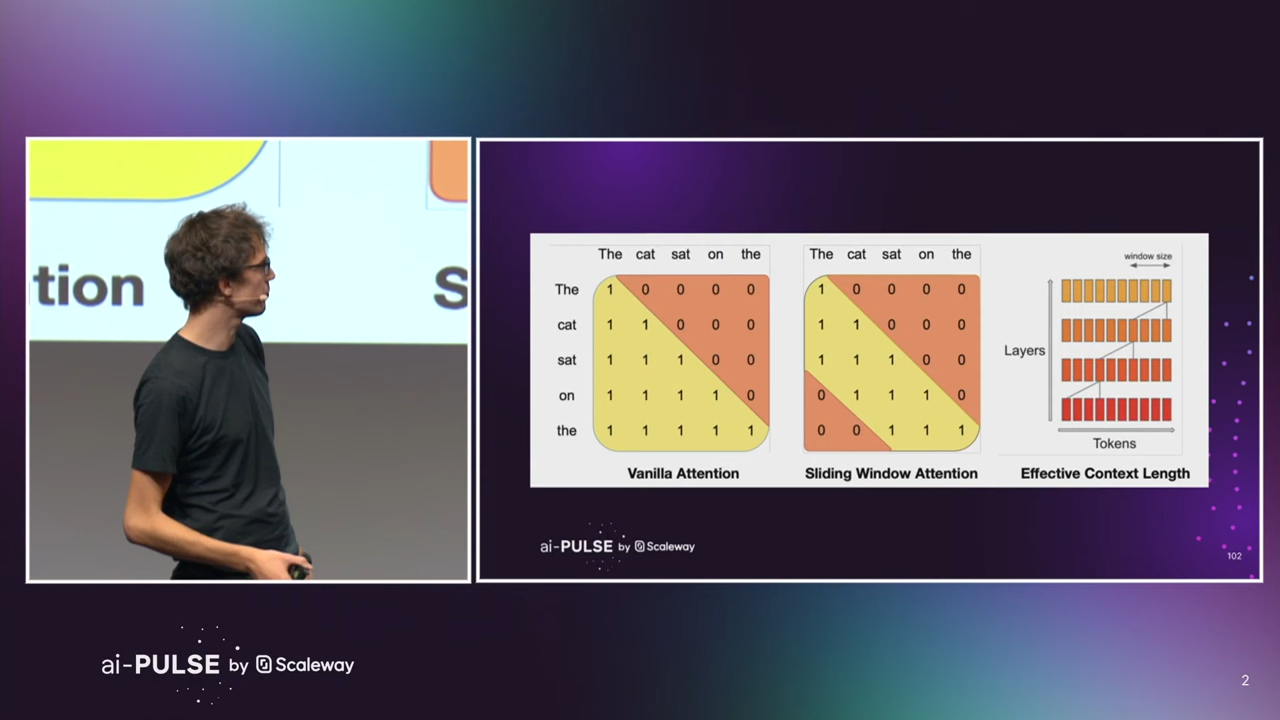 tion
S
The cat sat on the
The 1 0 0 0 0
cat 1 1 0 0 0
sat 1 1 1 0 0
on 1 1 1 1 0
the 1 1 1 1 1
Vanilla Attention
The cat sat on the
1 0 0 0 0
1 1 0 0 0
1 1 1 0 0
0 1 1 1 0
0 0 1 1 1
Sliding Window Attention
window size
Layers
Tokens
Effective Context Length
ai-PULSE by Scaleway
102
ai-PULSE by Scaleway
2